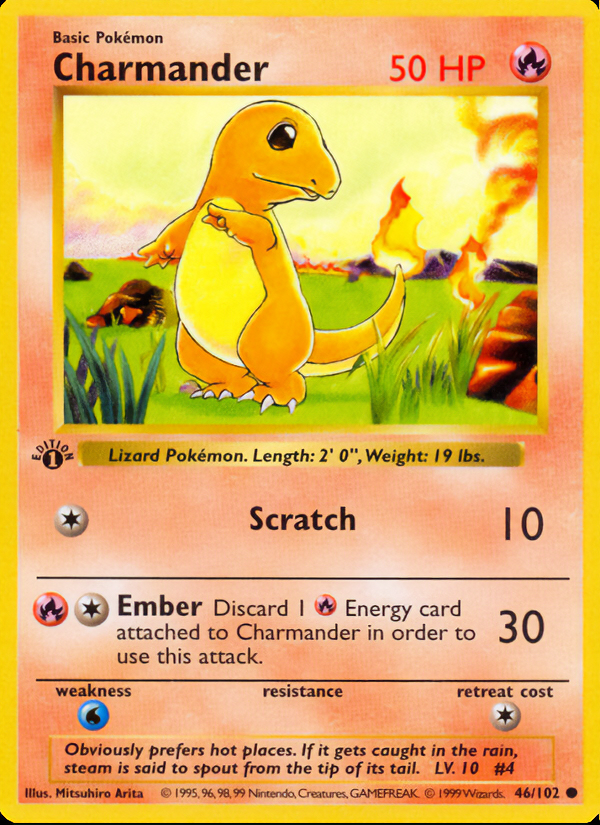 Basic Pokémon
Charmander 50 HP
EDITION
1
Lizard Pokémon. Length: 2' 0", Weight: 19 lbs.
Scratch 10
Ember Discard 1 Energy card
attached to Charmander in order to
use this attack.
30
weakness resistance retreat cost
Obviously prefers hot places. If it gets caught in the rain,
steam is said to spout from the tip of its tail. LV. 10 #4
Illus. Mitsuhiro Arita © 1995, 96, 98, 99 Nintendo, Creatures, GAMEFREAK. © 1999 Wizards. 46/102